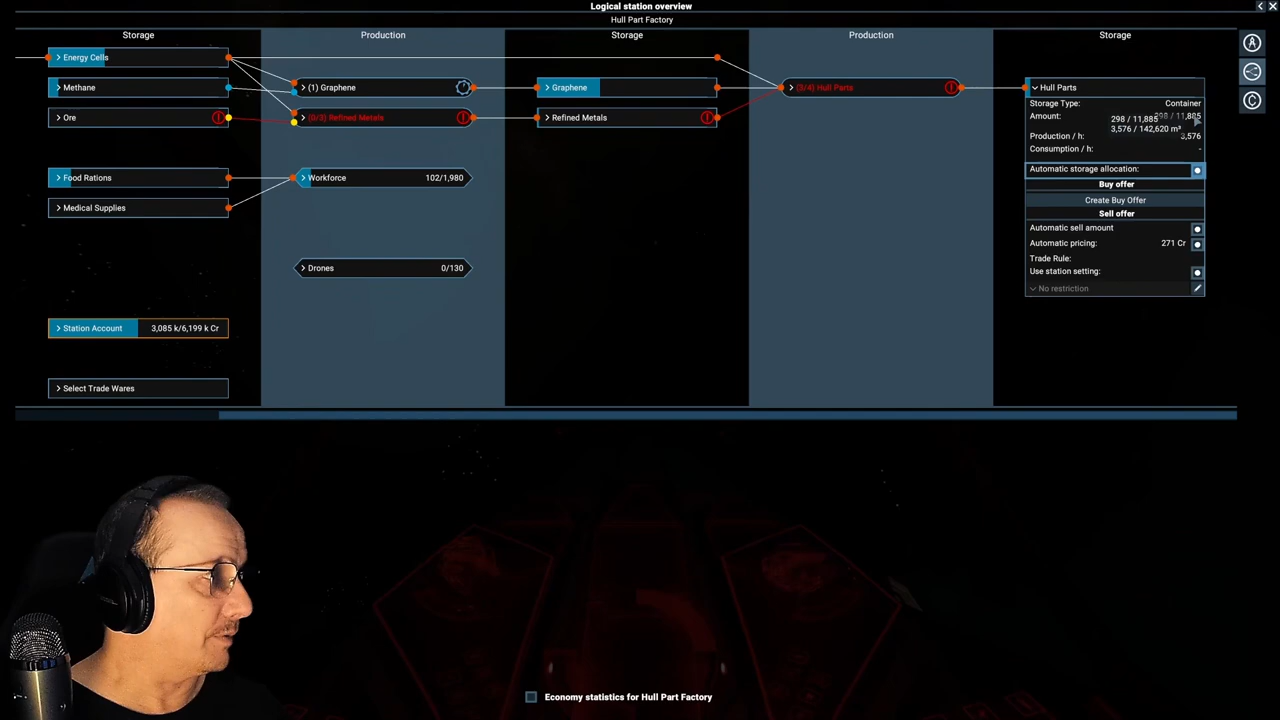 Logical station overview
Hull Part Factory
Storage
Production
Storage
Production
Storage
Energy Cells
Methane
(1) Graphene
Graphene
(3/4) Hull Parts
Hull Parts
Ore
(0/3) Refined Metals
Refined Metals
Storage Type: Container
Amount: 298 / 11,885
298 / 11,885
3,576 / 142,620 m³
Production / h: 3,576
Consumption / h: -
Automatic storage allocation:
Buy offer
Create Buy Offer
Sell offer
Automatic sell amount
Automatic pricing: 271 Cr
Trade Rule:
Use station setting:
No restriction
Food Rations
Workforce 102/1,980
Medical Supplies
Drones 0/130
Station Account 3,085 k/6,199 k Cr
Select Trade Wares
A
C
Economy statistics for Hull Part Factory